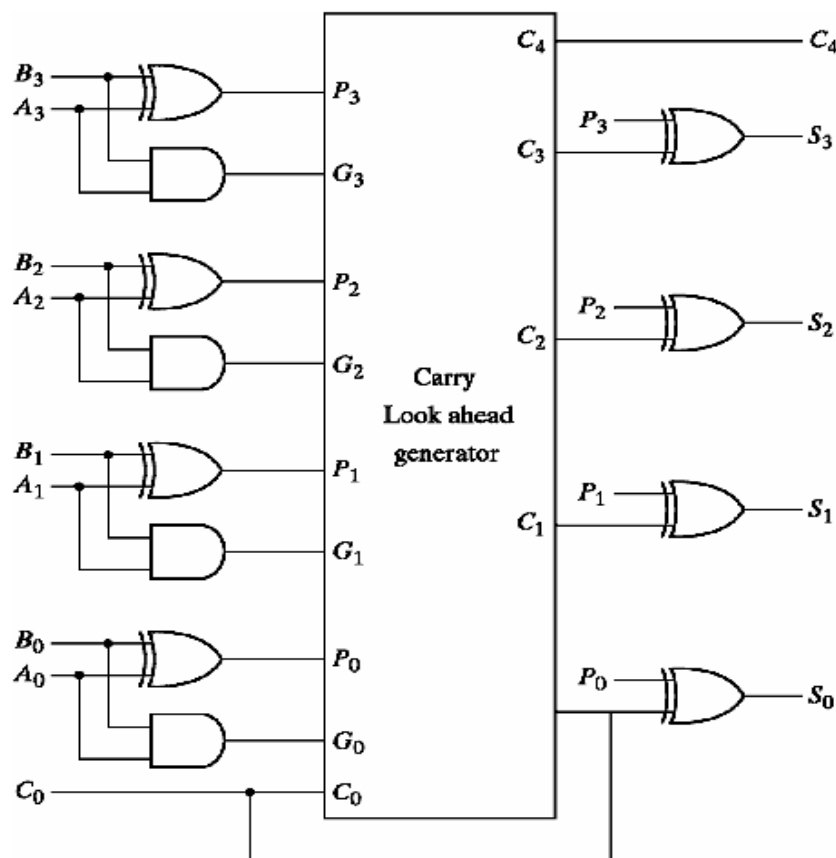 C₄ C₄
B₃ P₃ P₃ S₃
A₃ C₃
G₃
B₂ P₂ P₂ S₂
A₂ C₂
G₂
Carry
Look ahead
generator
B₁ P₁ P₁ S₁
A₁ C₁
G₁
B₀ P₀ P₀ S₀
A₀
G₀
C₀ C₀